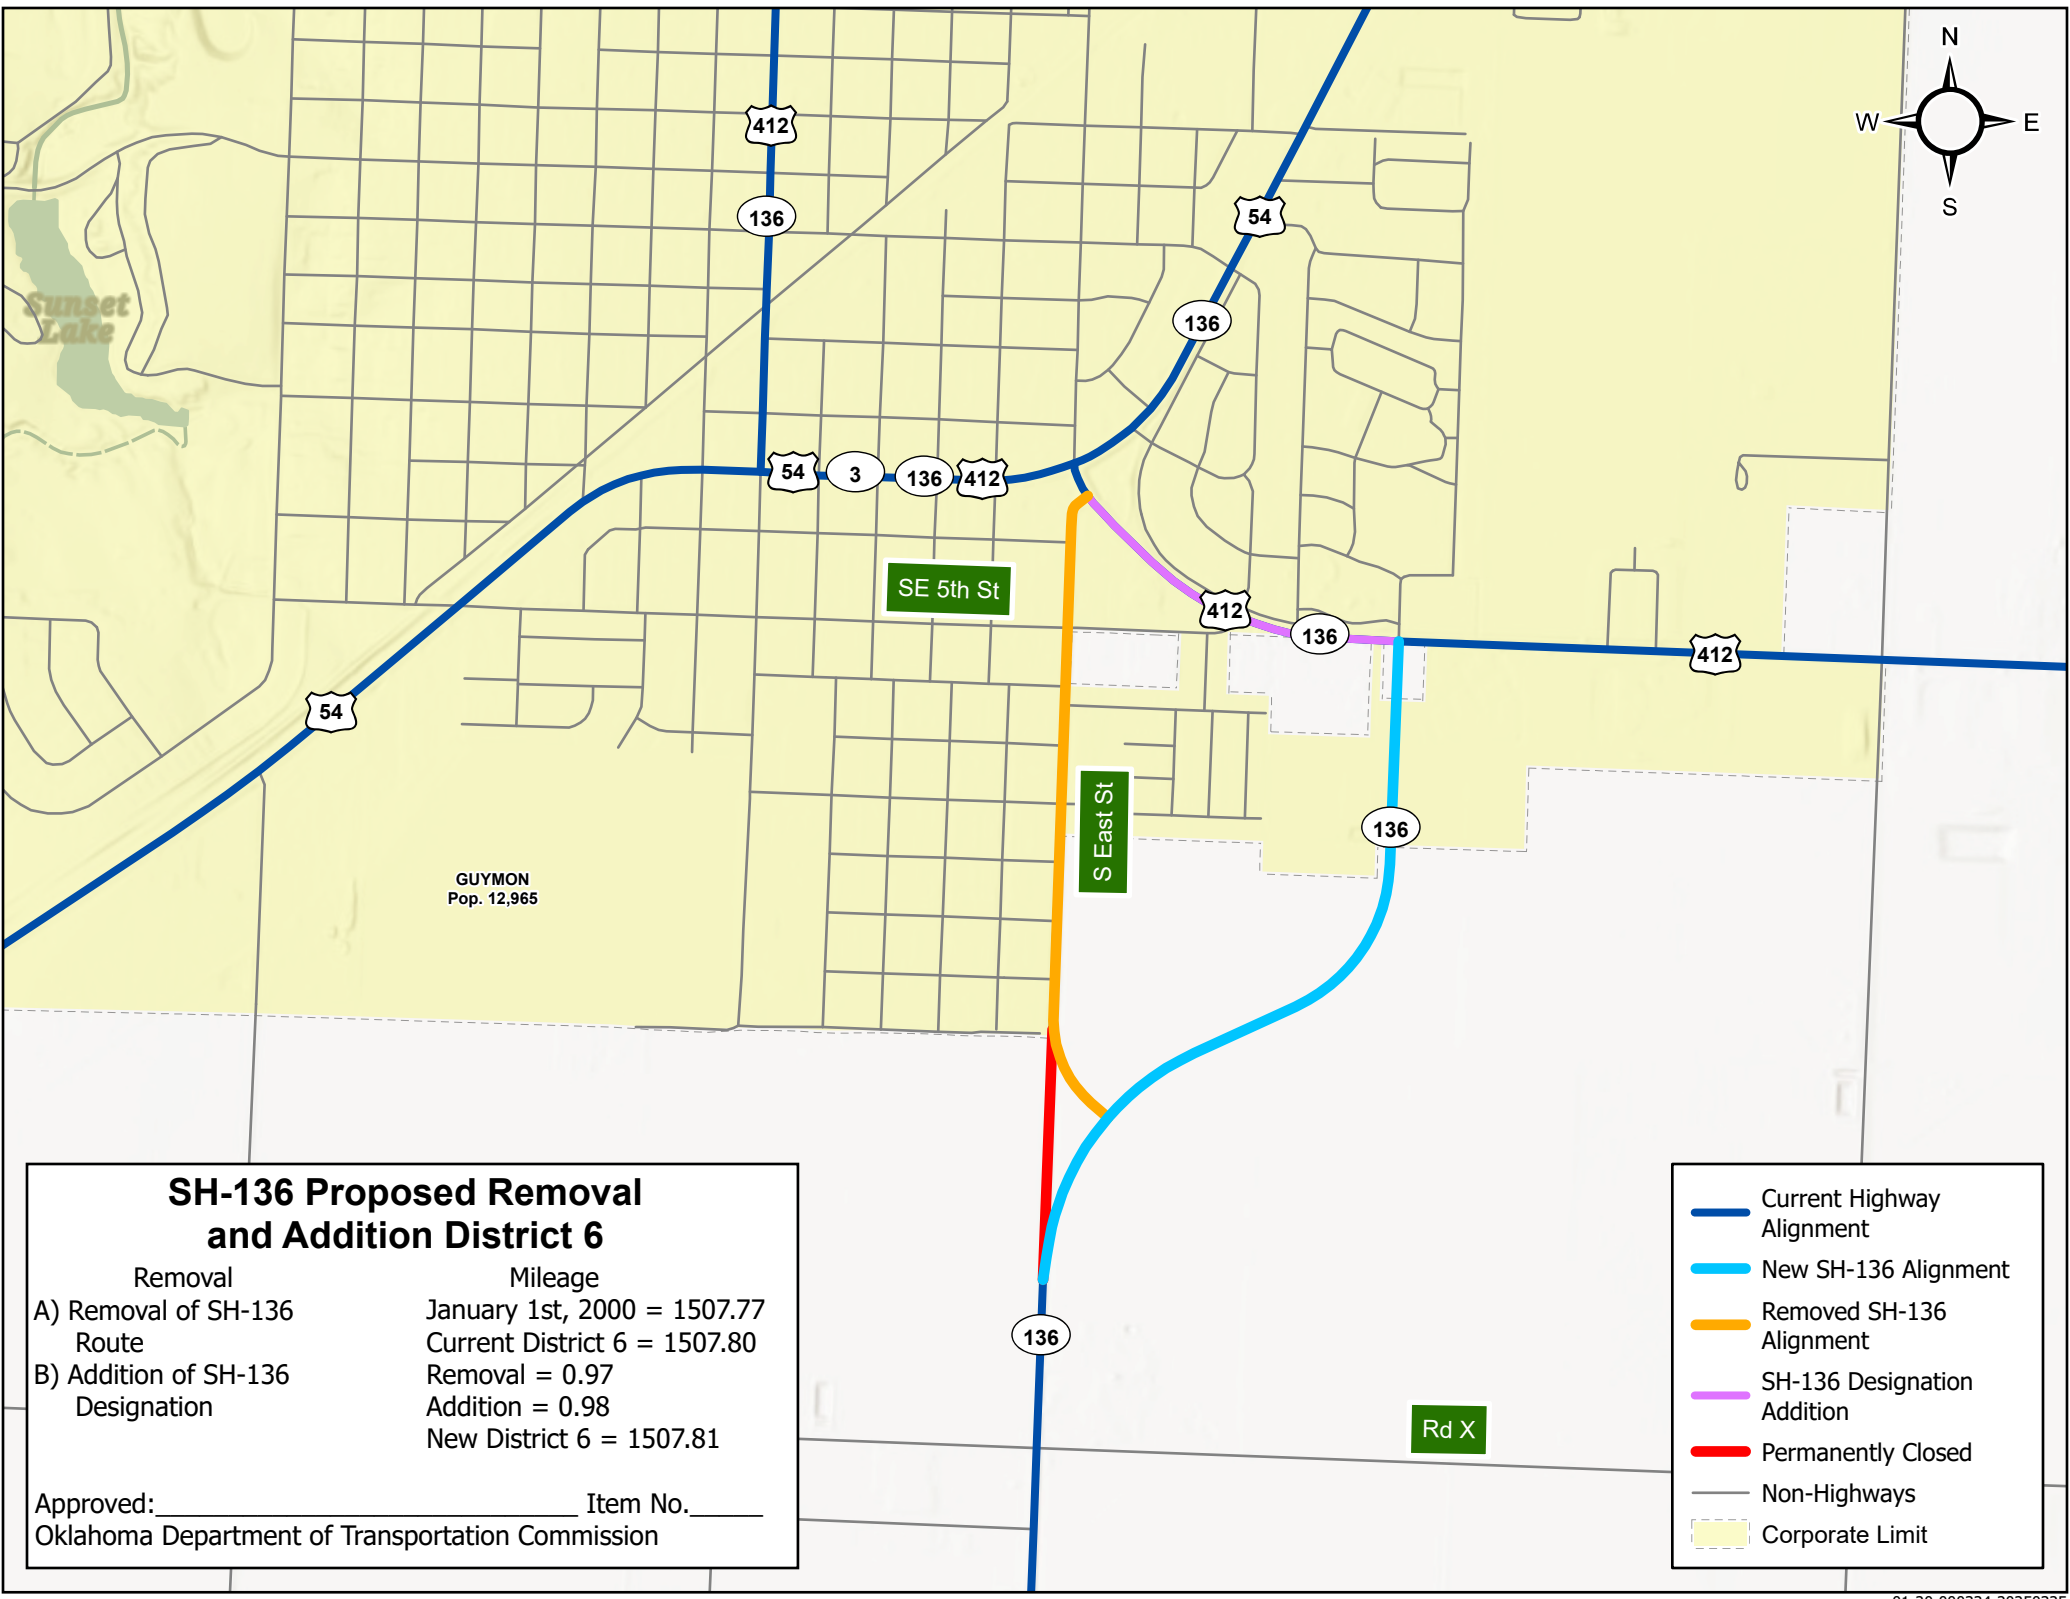 N
W E
S
412
136
54
136
Sunset
Lake
54 3 136 412
SE 5th St
412
136
412
54
S East St
136
GUYMON
Pop. 12,965
136
Rd X
SH-136 Proposed Removal
and Addition District 6
Removal Mileage
A) Removal of SH-136 January 1st, 2000 = 1507.77
Route Current District 6 = 1507.80
B) Addition of SH-136 Removal = 0.97
Designation Addition = 0.98
New District 6 = 1507.81
Approved:______________________________ Item No._____
Oklahoma Department of Transportation Commission
Current Highway
Alignment
New SH-136 Alignment
Removed SH-136
Alignment
SH-136 Designation
Addition
Permanently Closed
Non-Highways
Corporate Limit